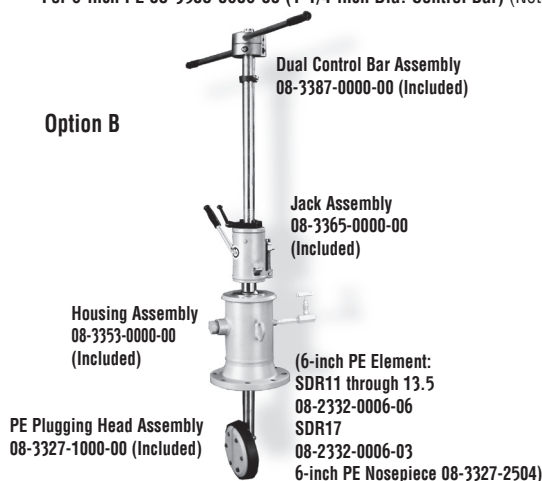 Dual Control Bar Assembly
08-3387-0000-00 (Included)
Option B
Jack Assembly
08-3365-0000-00
(Included)
Housing Assembly
08-3353-0000-00
(Included)
(6-inch PE Element:
SDR11 through 13.5
08-2332-0006-06
SDR17
08-2332-0006-03
6-inch PE Nosepiece 08-3327-2504)
PE Plugging Head Assembly
08-3327-1000-00 (Included)